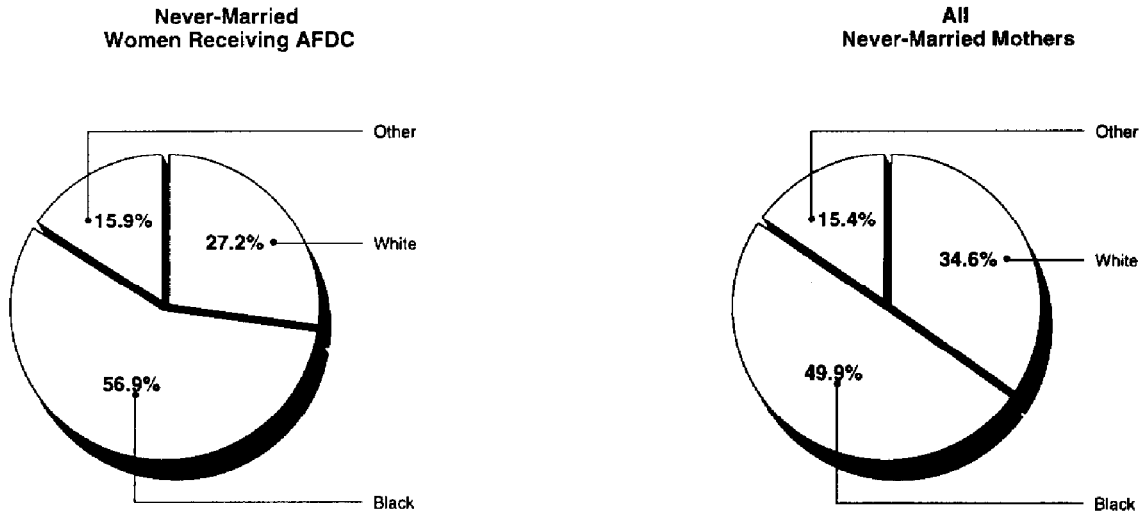 Never-Married
Women Receiving AFDC
Other
15.9%
27.2%
White
56.9%
Black
All
Never-Married Mothers
Other
15.4%
34.6%
White
49.9%
Black